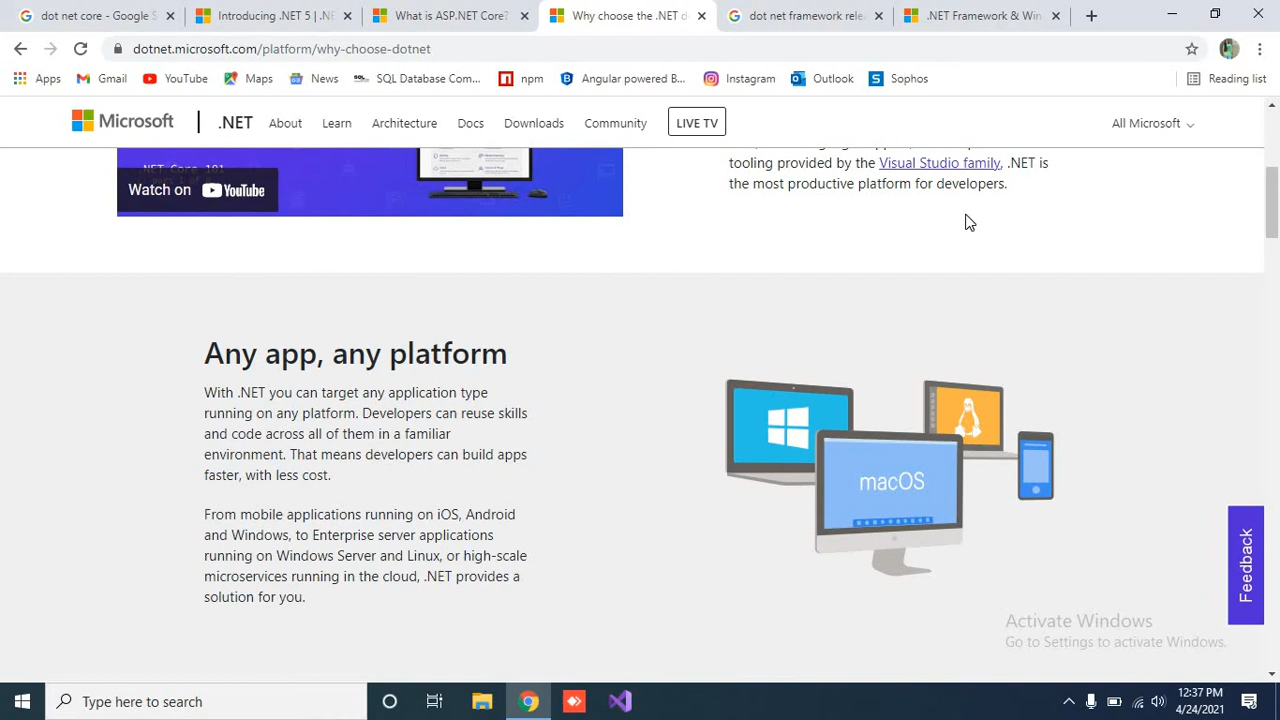 dot net core - Google S
Introducing .NET 5 | .NE
What is ASP.NET Core?
Why choose the .NET d
dot net framework rele
.NET Framework & Win
dotnet.microsoft.com/platform/why-choose-dotnet
Apps
Gmail
YouTube
Maps
News
SQL Database Com...
npm
Angular powered B...
Instagram
Outlook
Sophos
Reading list
Microsoft
.NET
About
Learn
Architecture
Docs
Downloads
Community
LIVE TV
All Microsoft
Watch on YouTube
tooling provided by the Visual Studio family, .NET is
the most productive platform for developers.
Any app, any platform
With .NET you can target any application type
running on any platform. Developers can reuse skills
and code across all of them in a familiar
environment. That means developers can build apps
faster, with less cost.
From mobile applications running on iOS, Android
and Windows, to Enterprise server applications
running on Windows Server and Linux, or high-scale
microservices running in the cloud, .NET provides a
solution for you.
macOS
Feedback
Activate Windows
Go to Settings to activate Windows.
Type here to search
12:37 PM
4/24/2021